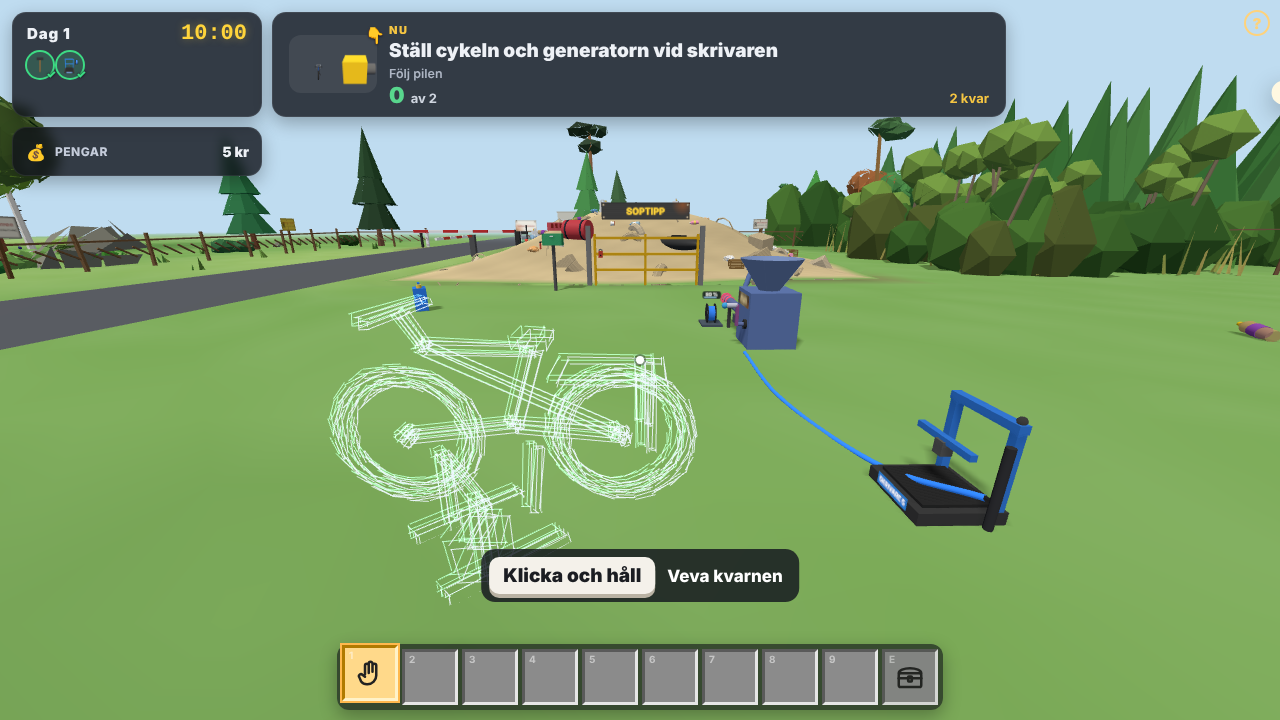 Dag 1
10:00
PENGAR
5 kr
NU
Ställ cykeln och generatorn vid skrivaren
Följ pilen
0 av 2
2 kvar
SOPTIPP
Klicka och håll
Veva kvarnen
1 2 3 4 5 6 7 8 9 E